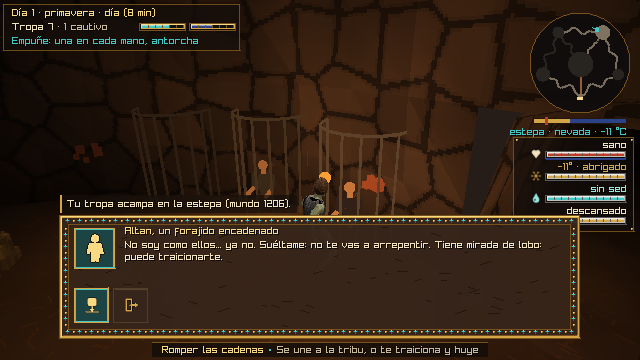 Día 1 · primavera · día (8 min)
Tropa 7 · 1 cautivo
Empuñe: una en cada mano, antorcha
estepa · nevada · -11 °C
sano
-11° · abrigado
sin sed
descansado
Tu tropa acampa en la estepa (mundo 1206).
Altan, un forajido encadenado
No soy como ellos... ya no. Suéltame: no te vas a arrepentir. Tiene mirada de lobo:
puede traicionarte.
Romper las cadenas · Se une a la tribu, o te traiciona y huye